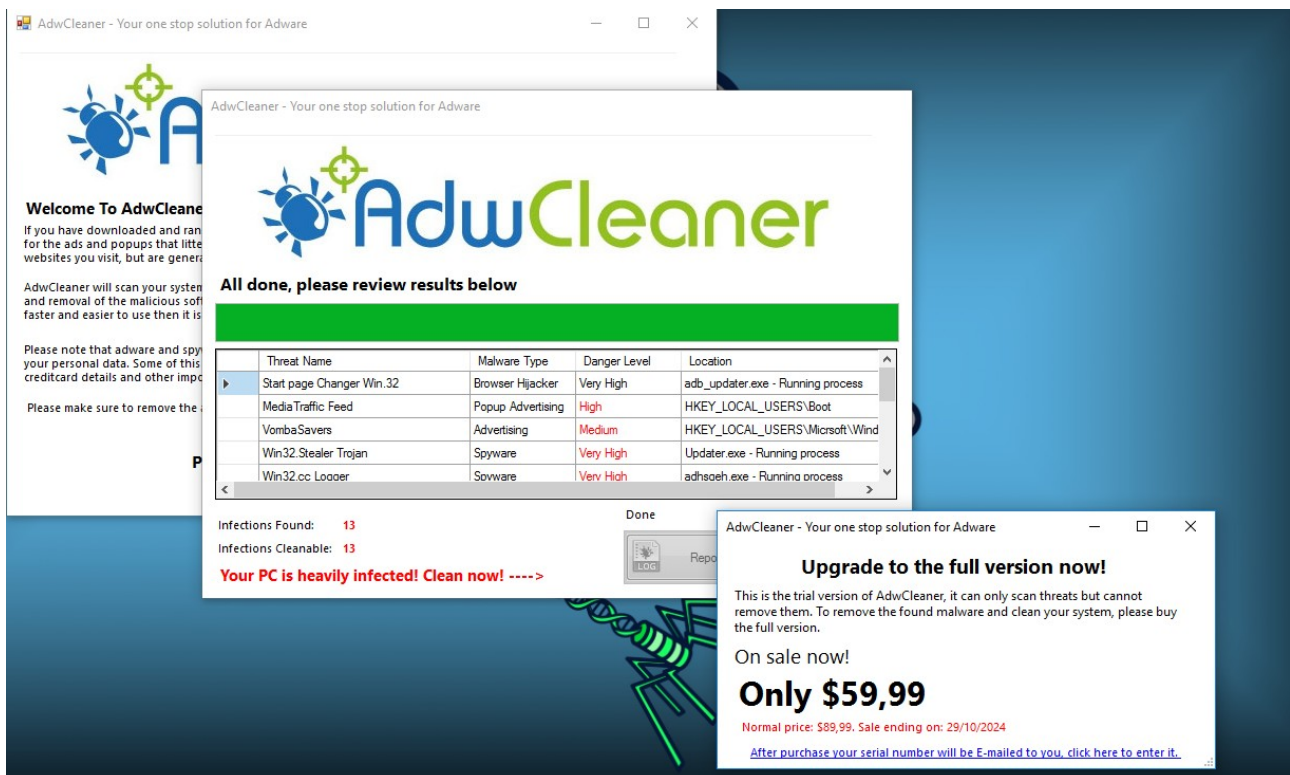 AdwCleaner - Your one stop solution for Adware
Welcome To
If you have downloaded and ran
for the ads and popups that
websites you visit, but are
AdwCleaner will scan your
and removal of the malicious
faster and easier to use then it is
Please note that adware and
your personal data. Some of this
creditcard details and other
Please make sure to remove the
AdwCleaner - Your one stop solution for Adware
AdwCleaner
All done, please review results below
Threat Name Malware Type Danger Level Location
Start page Changer Win.32 Browser Hijacker Very High adb_updater.exe - Running process
MediaTraffic Feed Popup Advertising High HKEY_LOCAL_USERS\Boot
VombaSavers Advertising Medium HKEY_LOCAL_USERS\Micrsoft\Wind
Win32.Stealer Trojan Spyware Very High Updater.exe - Running process
Win32.cc Logger Spyware Very High adhsqeh.exe - Running process
Infections Found: 13
Infections Cleanable: 13
Your PC is heavily infected! Clean now! ---->
Done
LOG
AdwCleaner - Your one stop solution for Adware
Upgrade to the full version now!
This is the trial version of AdwCleaner, it can only scan threats but cannot
remove them. To remove the found malware and clean your system, please buy
the full version.
On sale now!
Only $59,99
Normal price: $89,99. Sale ending on: 29/10/2024
After purchase your serial number will be E-mailed to you, click here to enter it.